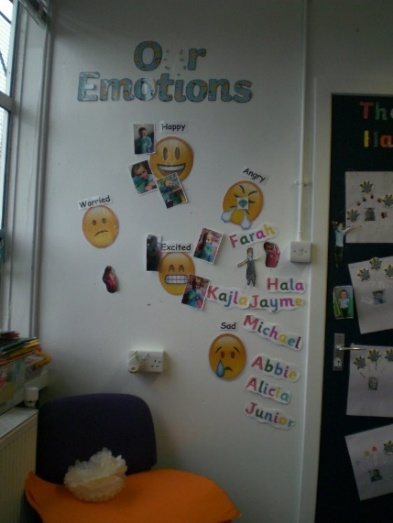 Our
Emotions
Happy
Angry
Worried
Excited
Farah
Hala
Kajla Jayme
Michael
Sad
Abbie
Alicia
Junior